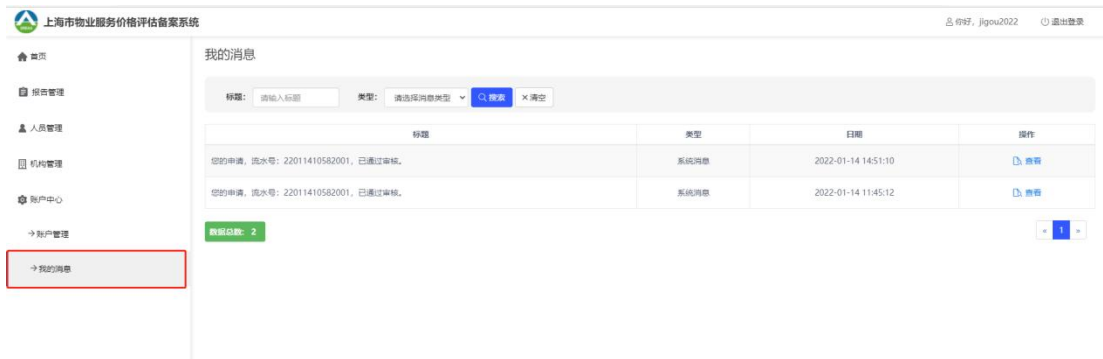 上海市物业服务价格评估备案系统
你好，jigou2022 退出登录
首页
报告管理
人员管理
机构管理
账户中心
→账户管理
→我的消息
我的消息
标题： 请输入标题 类型： 请选择消息类型 搜索 ×清空
标题 类型 日期 操作
您的申请，流水号：22011410582001，已通过审核。 系统消息 2022-01-14 14:51:10 查看
您的申请，流水号：22011410582001，已通过审核。 系统消息 2022-01-14 11:45:12 查看
数据总数：2
« 1 »